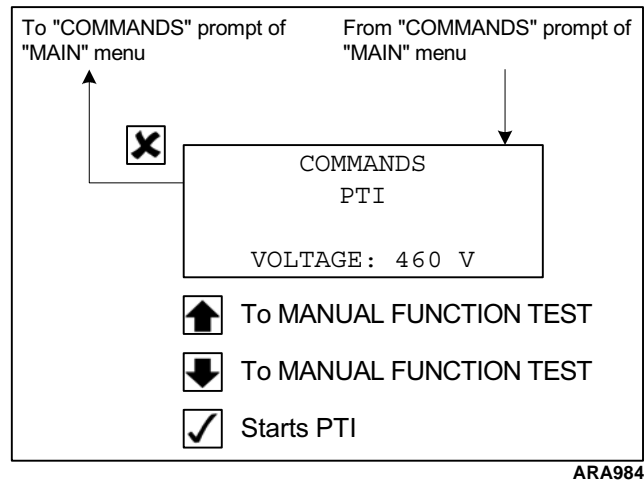 To "COMMANDS" prompt of
"MAIN" menu
From "COMMANDS" prompt of
"MAIN" menu
COMMANDS
PTI
VOLTAGE: 460 V
To MANUAL FUNCTION TEST
To MANUAL FUNCTION TEST
Starts PTI
ARA984